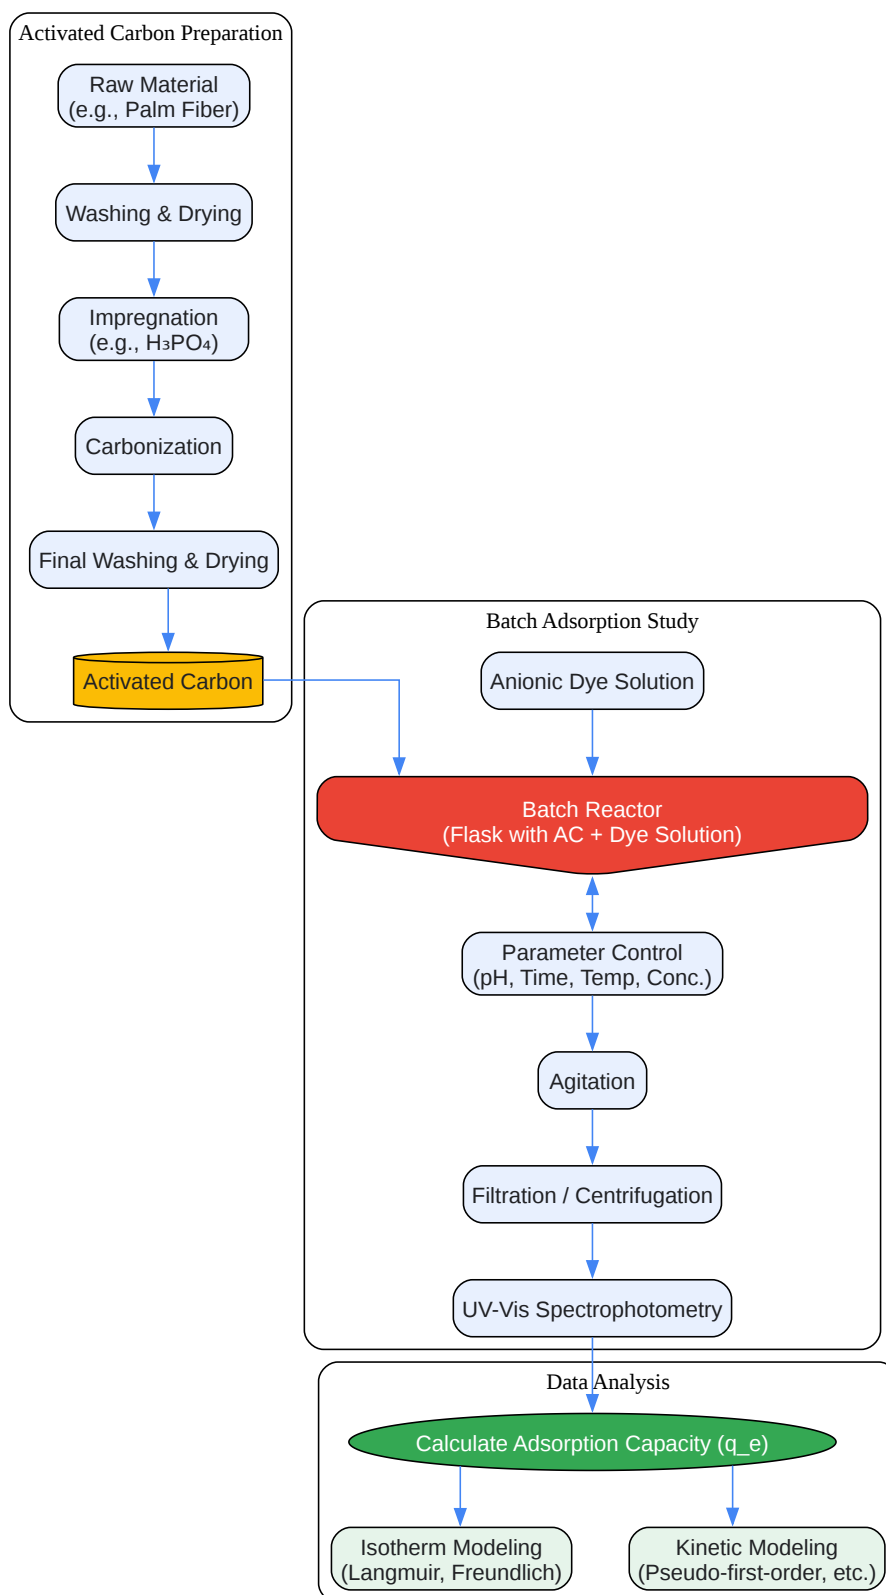 Activated Carbon Preparation
Raw Material
(e.g., Palm Fiber)
Washing & Drying
Impregnation
(e.g., H₃PO₄)
Carbonization
Final Washing & Drying
Activated Carbon
Batch Adsorption Study
Anionic Dye Solution
Batch Reactor
(Flask with AC + Dye Solution)
Parameter Control
(pH, Time, Temp, Conc.)
Agitation
Filtration / Centrifugation
UV-Vis Spectrophotometry
Data Analysis
Calculate Adsorption Capacity (q_e)
Isotherm Modeling
(Langmuir, Freundlich)
Kinetic Modeling
(Pseudo-first-order, etc.)